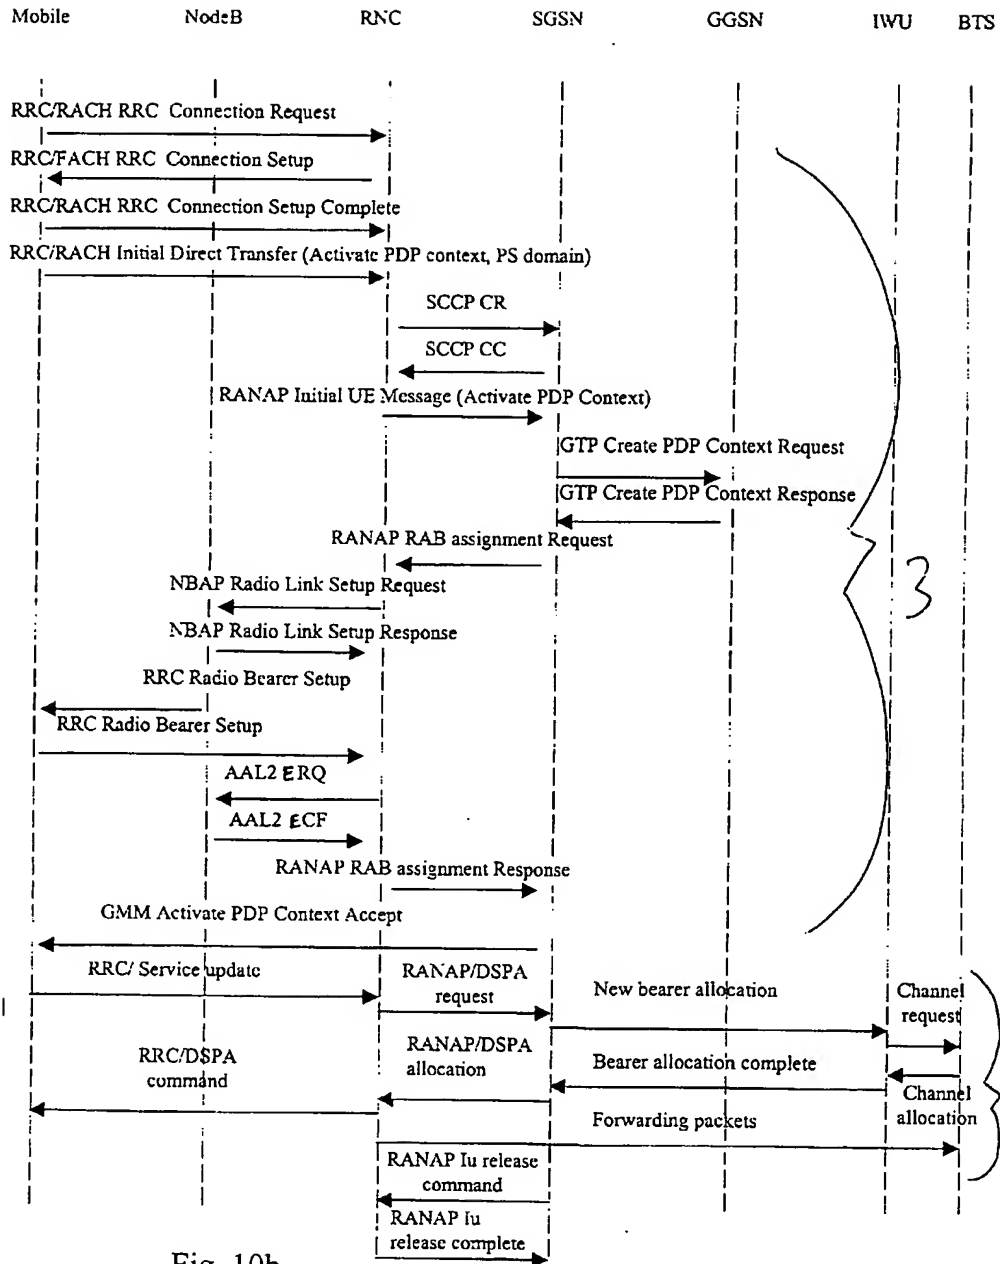 Mobile NodeB RNC SGSN GGSN IWU BTS
RRC/RACH RRC Connection Request
RRC/FACH RRC Connection Setup
RRC/RACH RRC Connection Setup Complete
RRC/RACH Initial Direct Transfer (Activate PDP context, PS domain)
SCCP CR
SCCP CC
RANAP Initial UE Message (Activate PDP Context)
GTP Create PDP Context Request
GTP Create PDP Context Response
RANAP RAB assignment Request
3
NBAP Radio Link Setup Request
NBAP Radio Link Setup Response
RRC Radio Bearer Setup
RRC Radio Bearer Setup
AAL2 ERQ
AAL2 ECF
RANAP RAB assignment Response
GMM Activate PDP Context Accept
RRC/ Service update
RANAP/DSPA
request
New bearer allocation
Channel
request
RRC/DSPA
command
RANAP/DSPA
allocation
Bearer allocation complete
Channel
allocation
Forwarding packets
RANAP Iu release
command
RANAP Iu
release complete
Fig. 10b